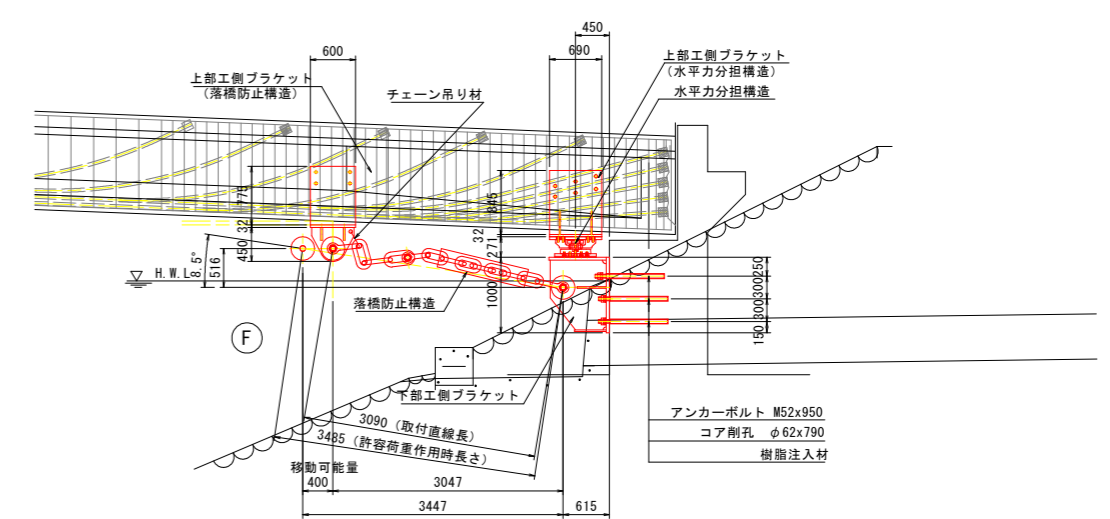 450
600
690
上部工側ブラケット
(落橋防止構造)
チェーン吊り材
上部工側ブラケット
(水平力分担構造)
水平力分担構造
775
32
450
845
32
271
1000
H.W.L
8.5°
516
落橋防止構造
250
300
300
150
F
下部工側ブラケット
アンカーボルト M52x950
コア削孔 φ62x790
樹脂注入材
3090 (取付直線長)
3485 (許容荷重作用時長さ)
移動可能量
400
3047
3447
615